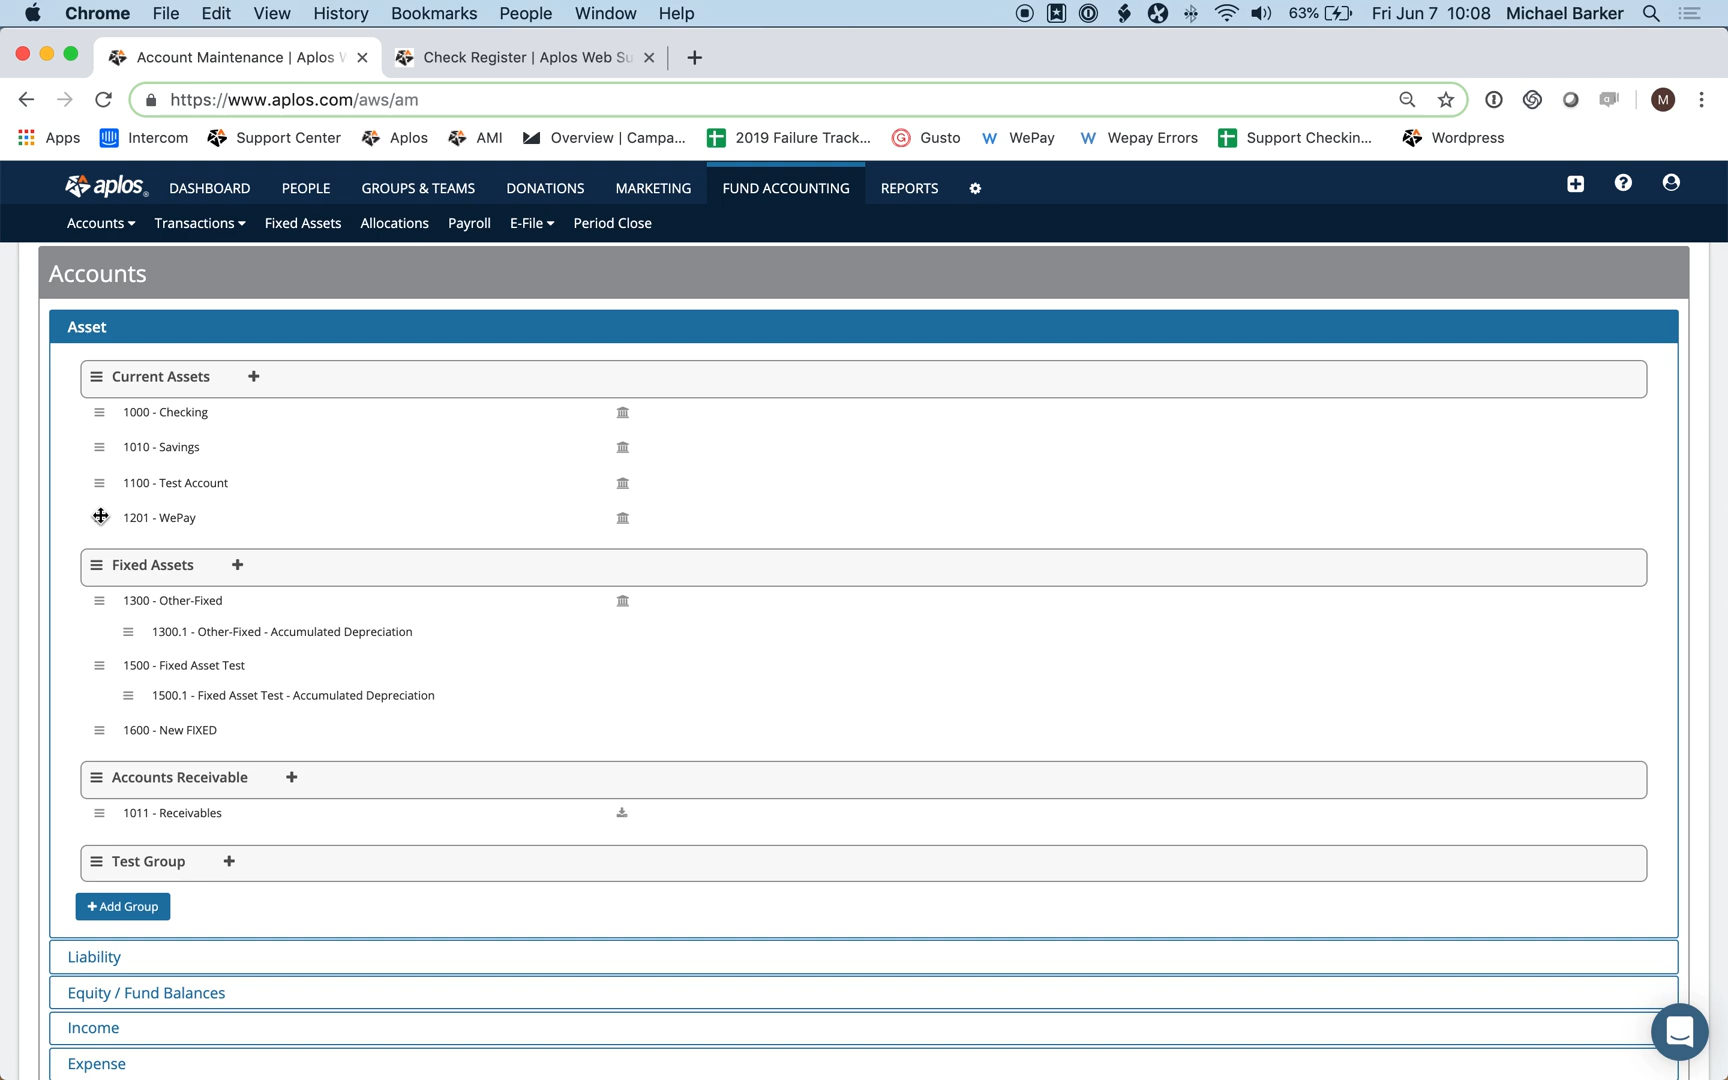 Chrome File Edit View History Bookmarks People Window Help 63% Fri Jun 7 10:08 Michael Barker
Account Maintenance | Aplos Check Register | Aplos Web Su
https://www.aplos.com/aws/am
M
Apps Intercom Support Center Aplos AMI Overview | Campa... 2019 Failure Track... Gusto WePay Wepay Errors Support Checkin... Wordpress
aplos DASHBOARD PEOPLE GROUPS & TEAMS DONATIONS MARKETING FUND ACCOUNTING REPORTS
Accounts Transactions Fixed Assets Allocations Payroll E-File Period Close
Accounts
Asset
Current Assets
1000 - Checking
1010 - Savings
1100 - Test Account
1201 - WePay
Fixed Assets
1300 - Other-Fixed
1300.1 - Other-Fixed - Accumulated Depreciation
1500 - Fixed Asset Test
1500.1 - Fixed Asset Test - Accumulated Depreciation
1600 - New FIXED
Accounts Receivable
1011 - Receivables
Test Group
+ Add Group
Liability
Equity / Fund Balances
Income
Expense